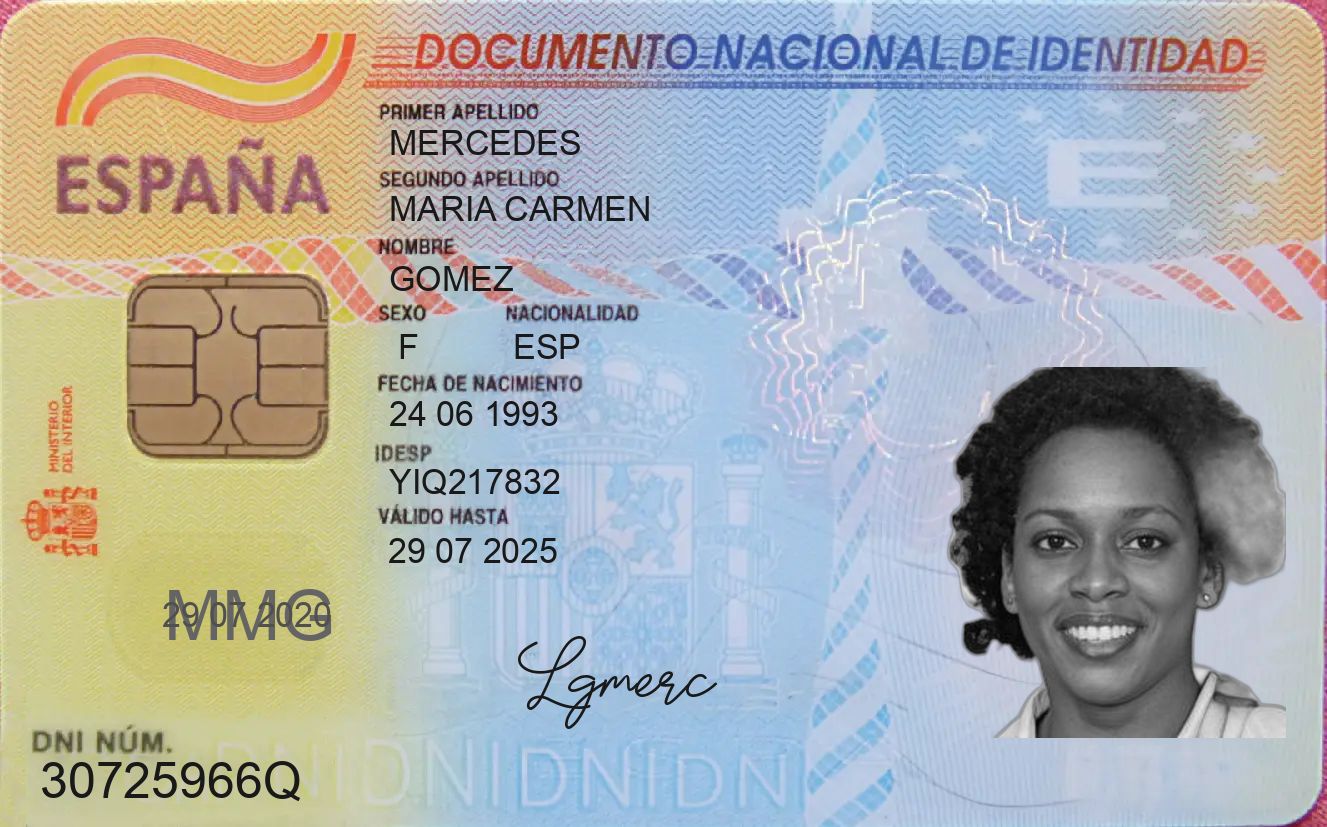 DOCUMENTO NACIONAL DE IDENTIDAD
ESPAÑA
PRIMER APELLIDO
MERCEDES
SEGUNDO APELLIDO
MARIA CARMEN
NOMBRE
GOMEZ
SEXO NACIONALIDAD
F ESP
FECHA DE NACIMIENTO
24 06 1993
IDESP
YIQ217832
VÁLIDO HASTA
29 07 2025
MINISTERIO
DEL INTERIOR
E
29 07 2020
MMG
Lgmerc
DNI NÚM.
30725966Q
DNIDNIDNIDNI